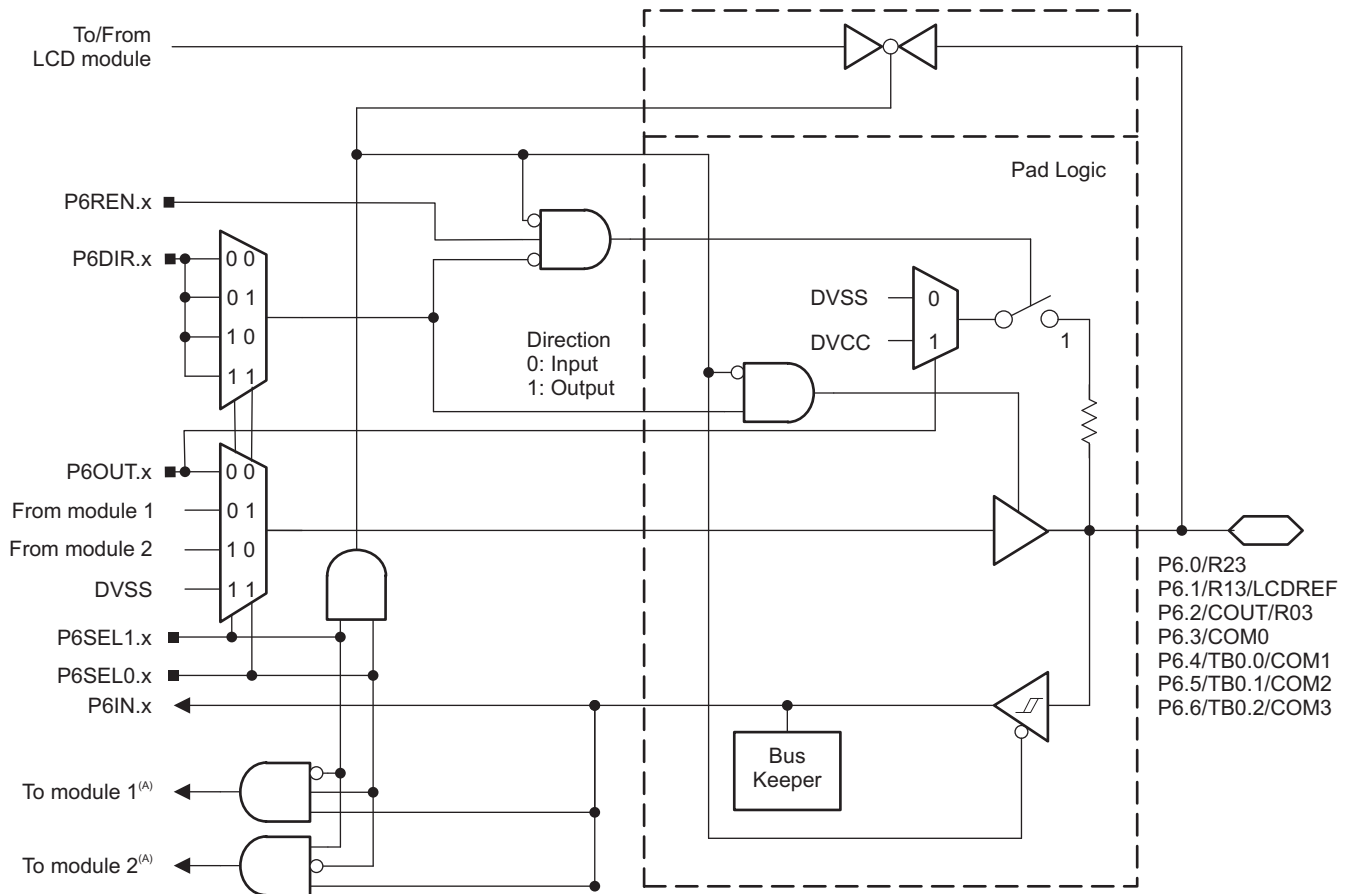 To/From
LCD module
Pad Logic
P6REN.x
P6DIR.x
0 0
0 1
1 0
1 1
Direction
0: Input
1: Output
DVSS
DVCC
0
1
1
P6OUT.x
From module 1
From module 2
DVSS
0 0
0 1
1 0
1 1
P6SEL1.x
P6SEL0.x
P6IN.x
P6.0/R23
P6.1/R13/LCDREF
P6.2/COUT/R03
P6.3/COM0
P6.4/TB0.0/COM1
P6.5/TB0.1/COM2
P6.6/TB0.2/COM3
Bus
Keeper
To module 1(A)
To module 2(A)